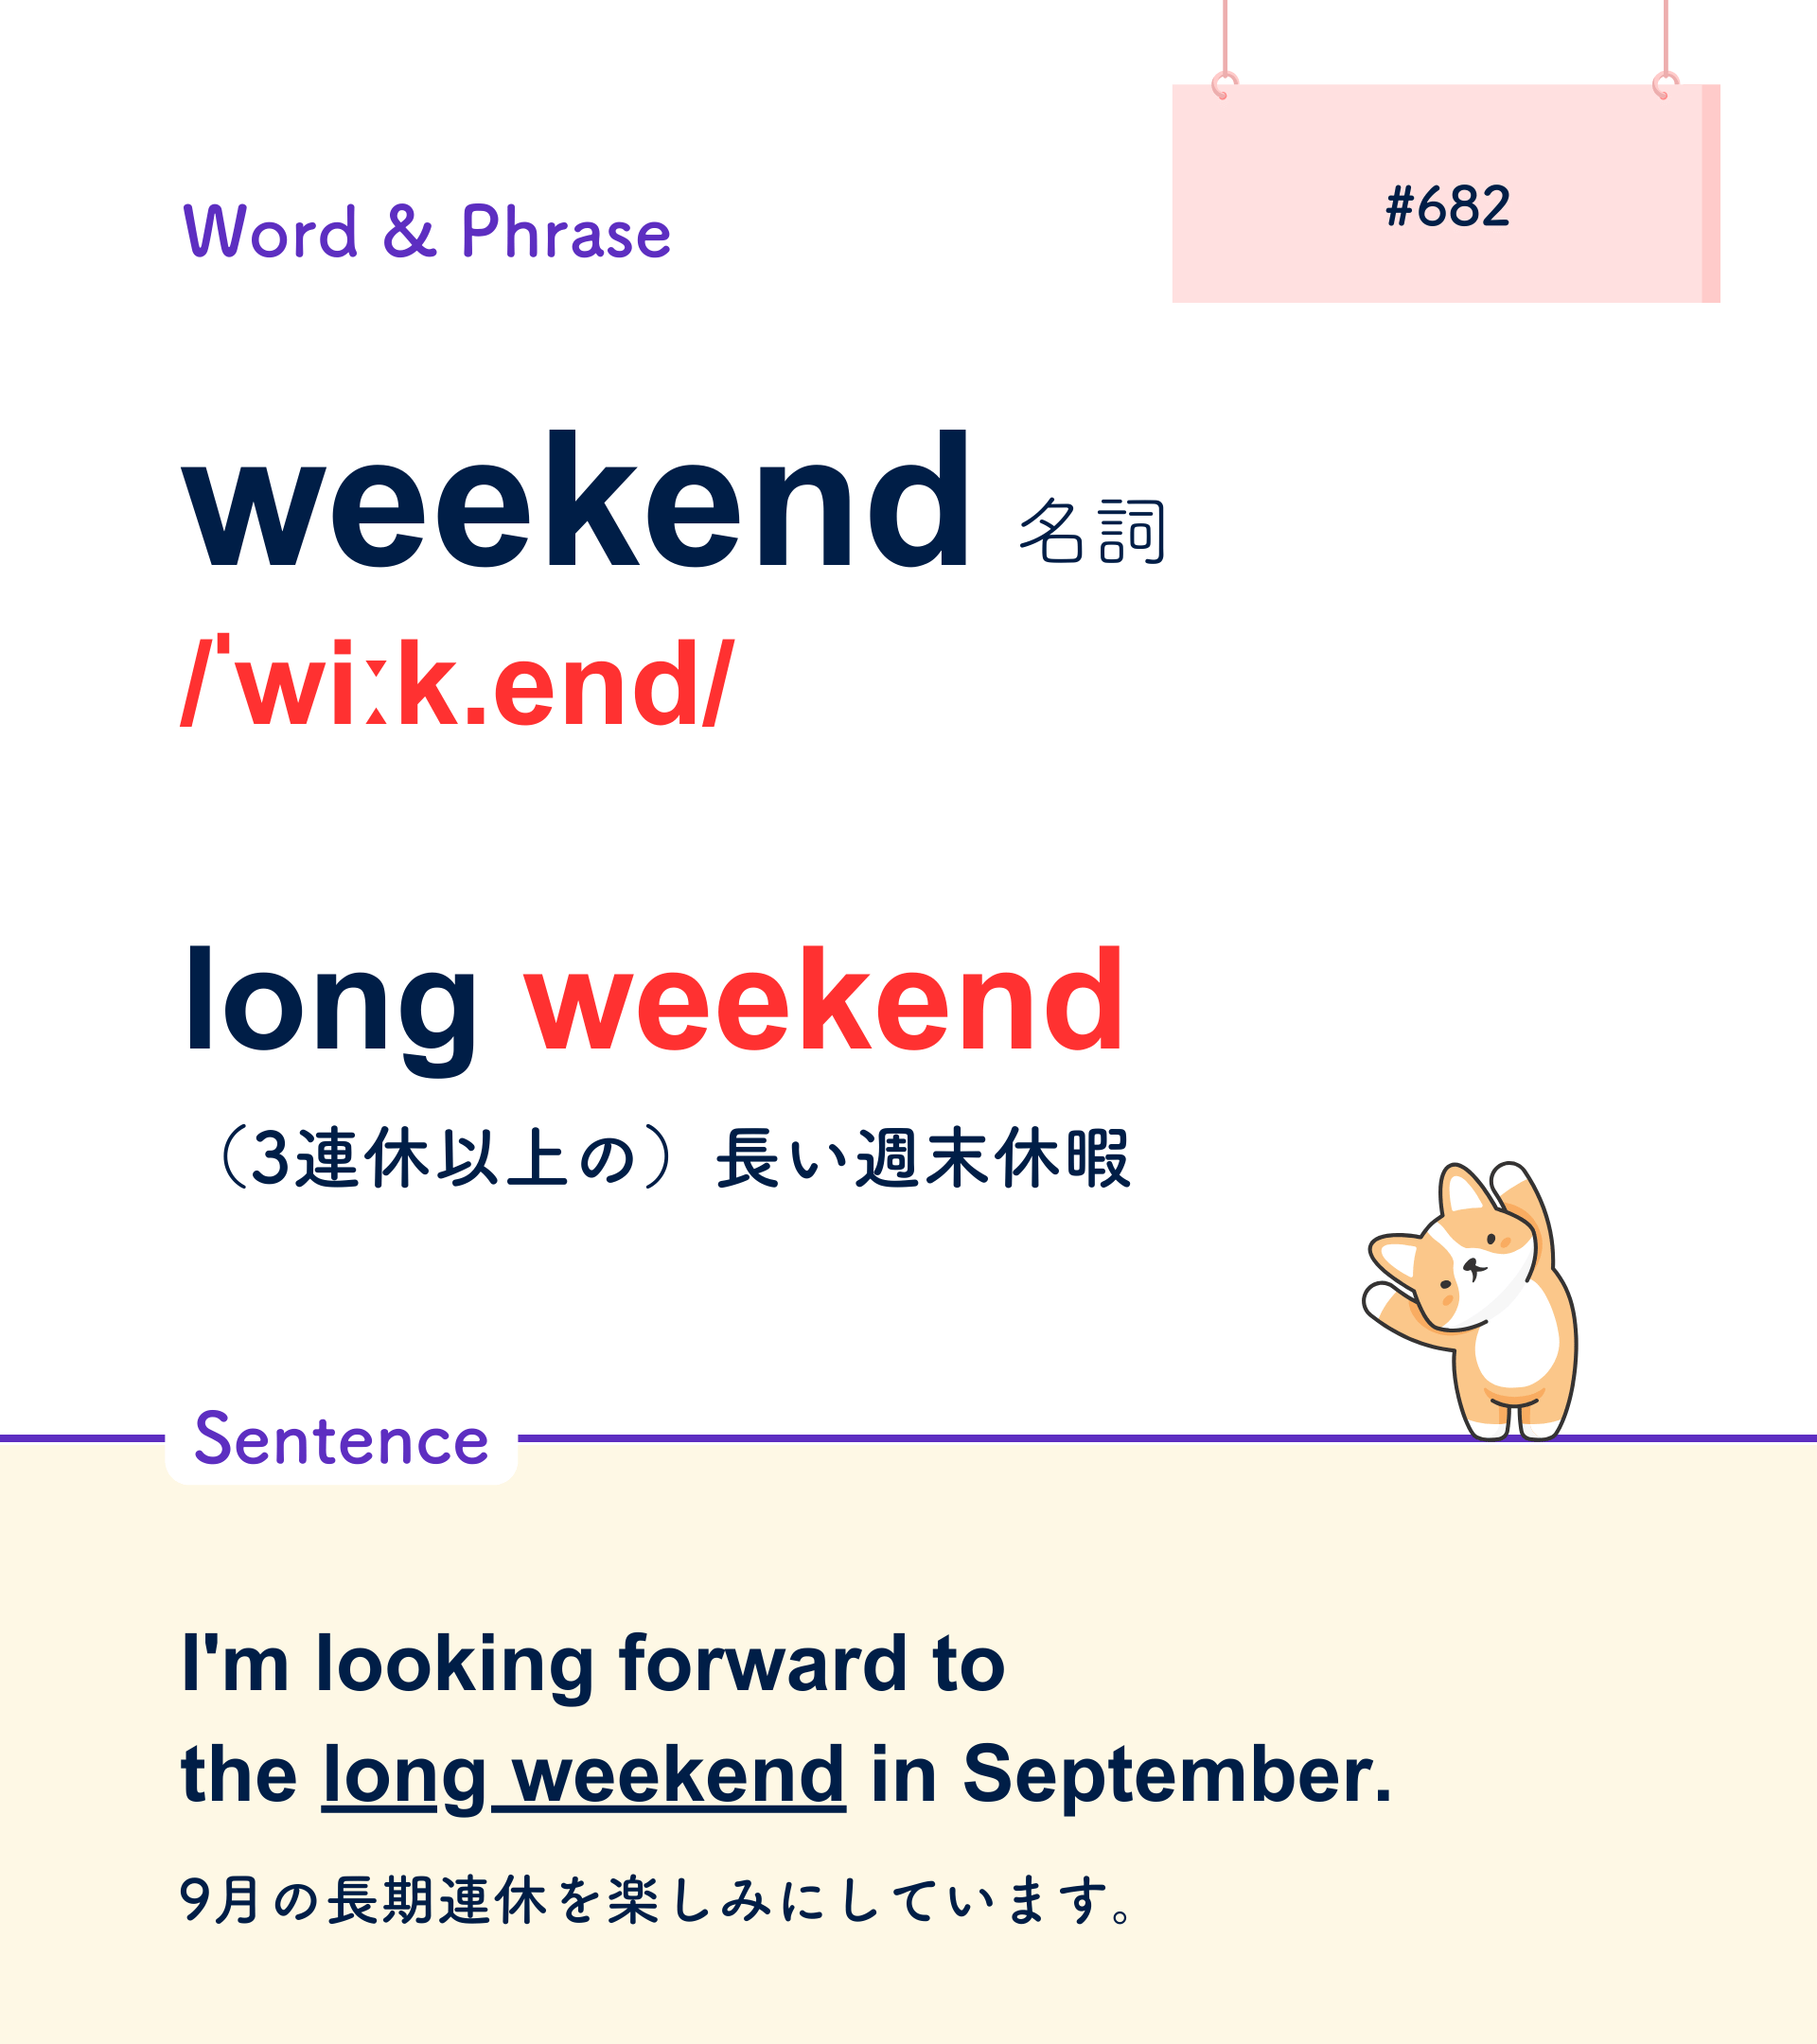 #682
Word & Phrase
weekend 名詞
/ˈwiːk.end/
long weekend
（3連休以上の） 長い週末休暇
Sentence
I'm looking forward to
the long weekend in September.
9月の長期連休を楽しみにしています。